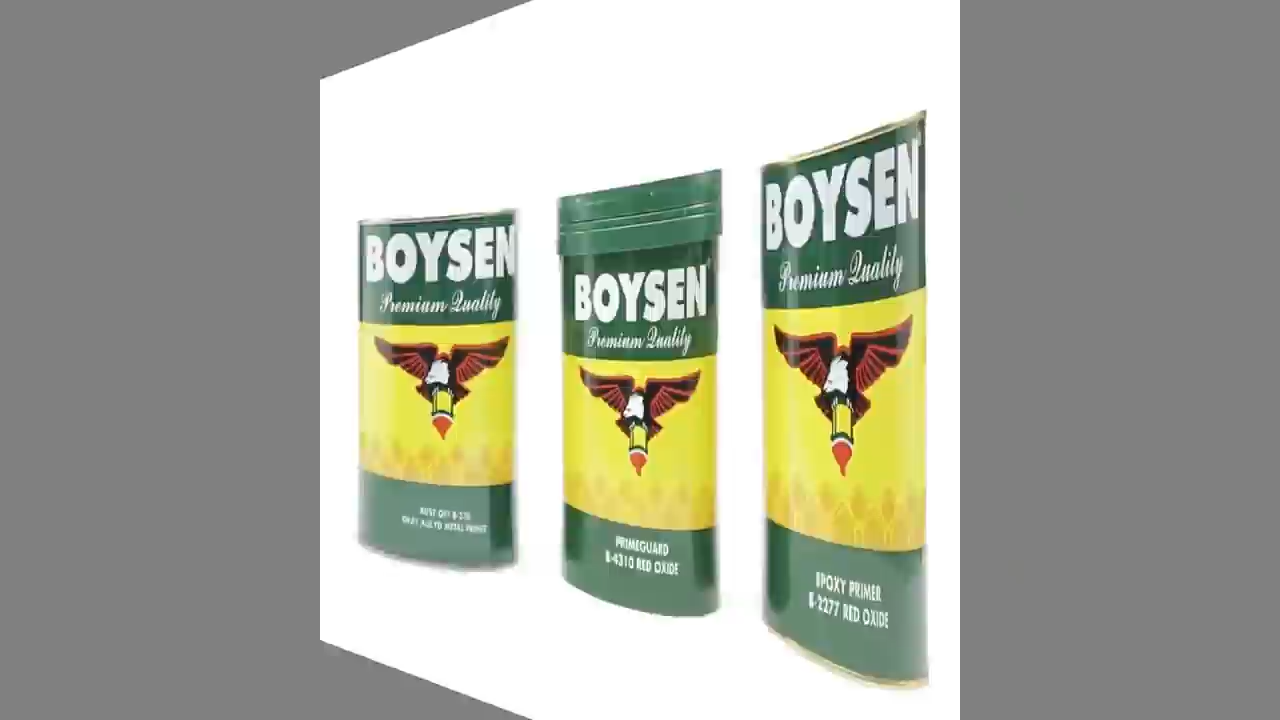 BOYSEN
Premium Quality
BOYSEN
Premium Quality
PRIMEGUARD
B-4310 RED OXIDE
BOYSEN
Premium Quality
EPOXY PRIMER
B-2277 RED OXIDE